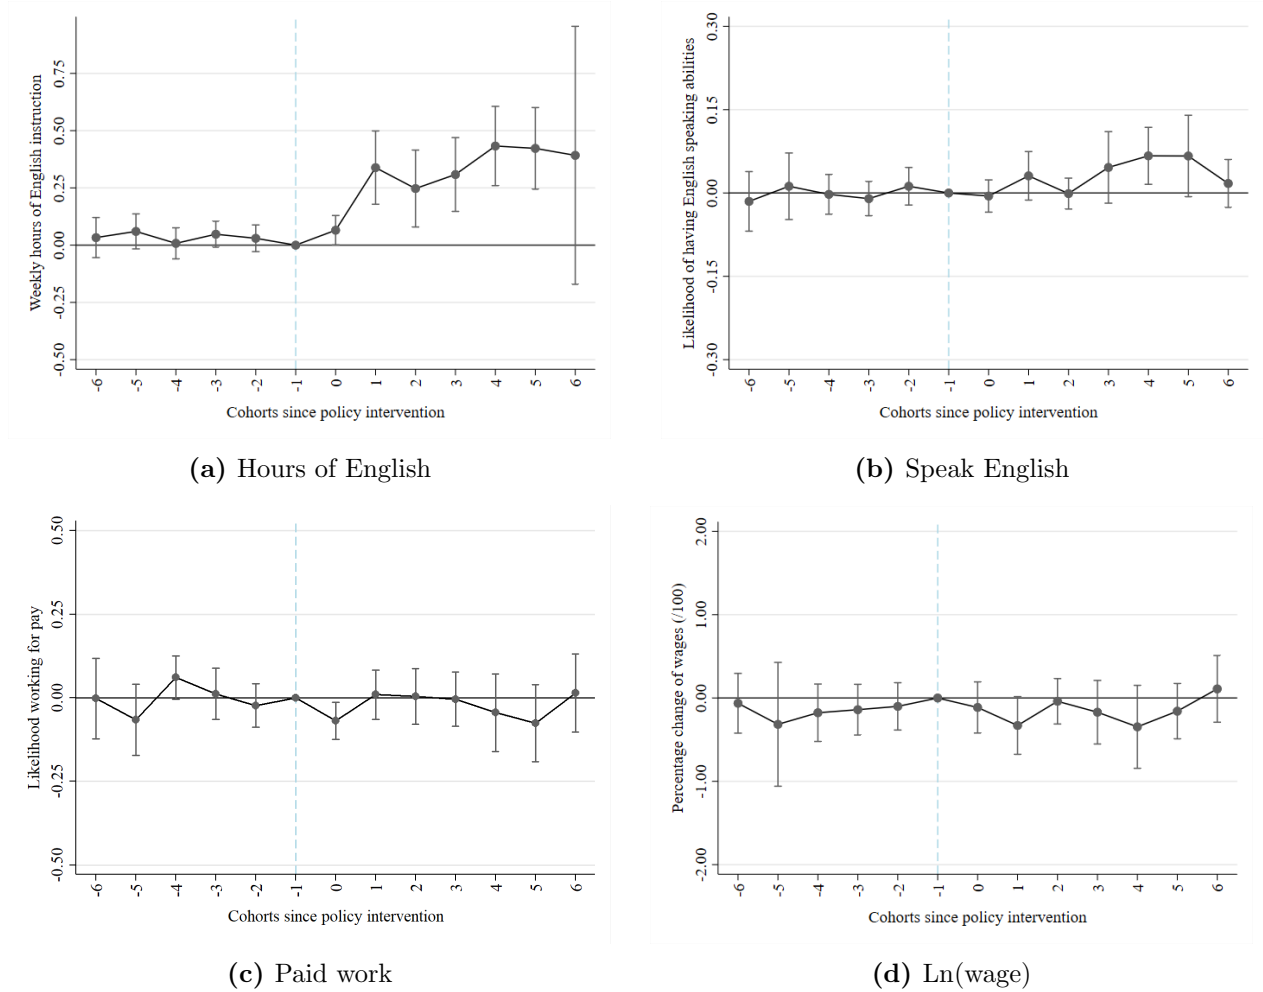 Weekly hours of English instruction
0.75
0.50
0.25
0.00
-0.25
-0.50
-6 -5 -4 -3 -2 -1 0 1 2 3 4 5 6
Cohorts since policy intervention
(a) Hours of English
Likelihood of having English speaking abilities
0.30
0.15
0.00
-0.15
-0.30
-6 -5 -4 -3 -2 -1 0 1 2 3 4 5 6
Cohorts since policy intervention
(b) Speak English
Likelihood working for pay
0.50
0.25
0.00
-0.25
-0.50
-6 -5 -4 -3 -2 -1 0 1 2 3 4 5 6
Cohorts since policy intervention
(c) Paid work
Percentage change of wages (/100)
2.00
1.00
0.00
-1.00
-2.00
-6 -5 -4 -3 -2 -1 0 1 2 3 4 5 6
Cohorts since policy intervention
(d) Ln(wage)